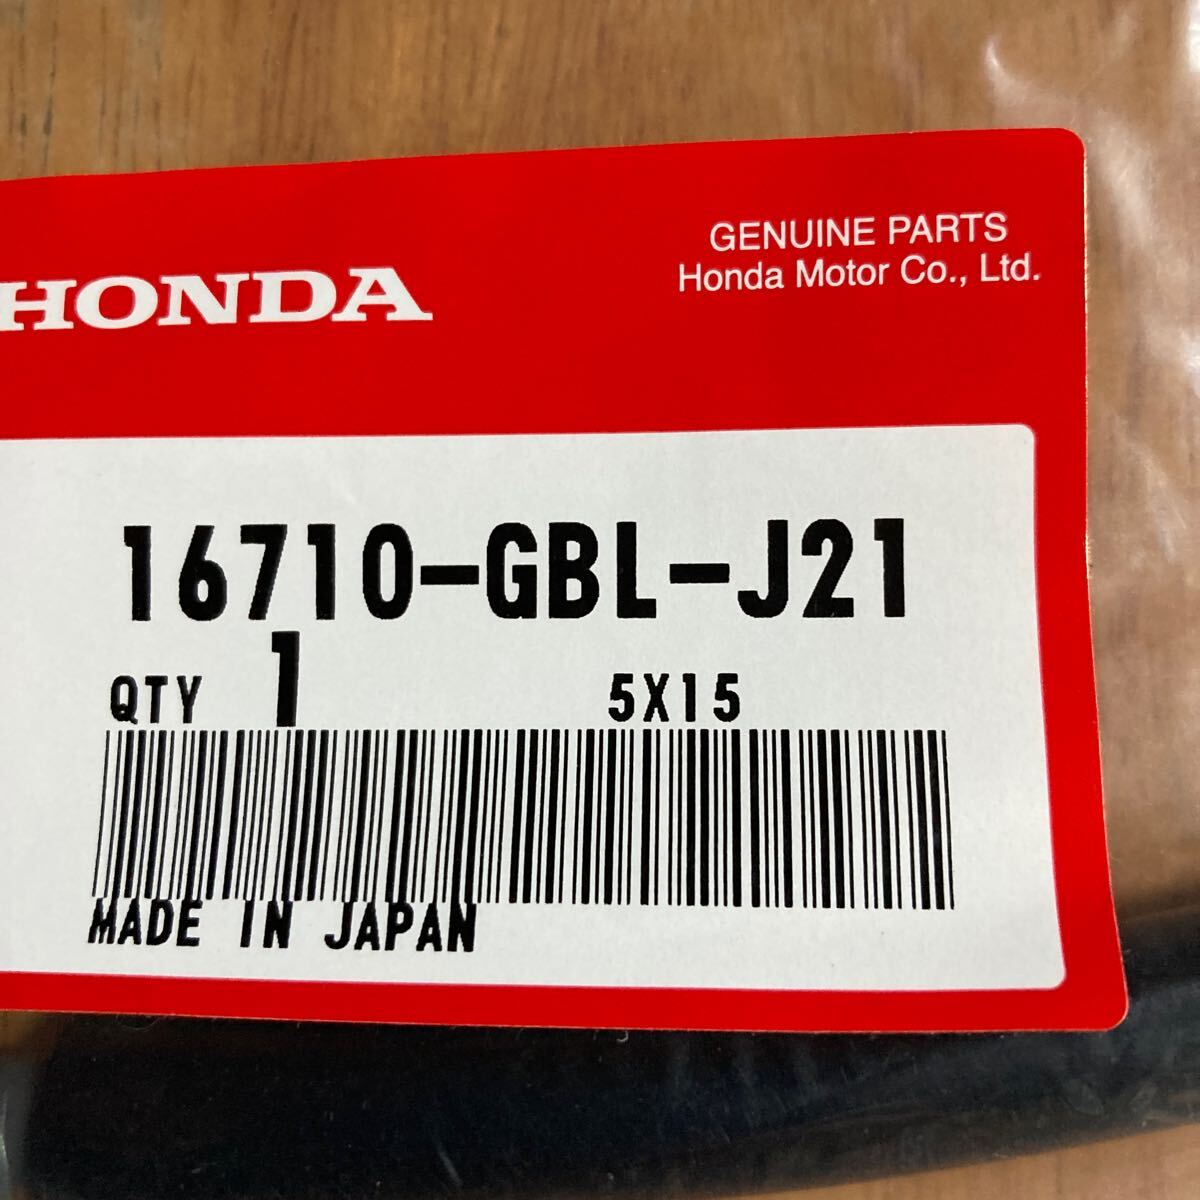 GENUINE PARTS
Honda Motor Co., Ltd.
HONDA
16710-GBL-J21
QTY 1 5X15
MADE IN JAPAN